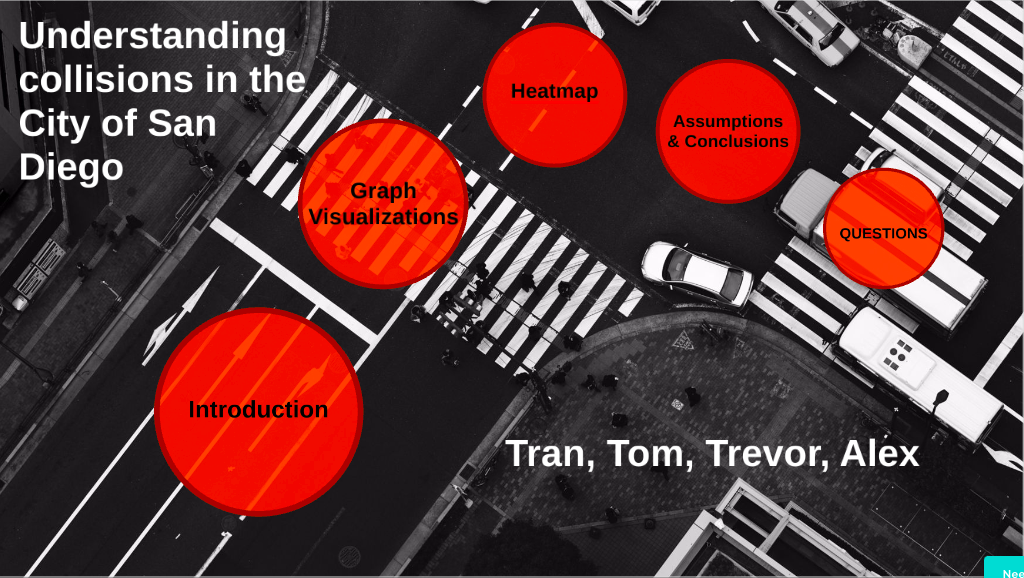 Understanding
collisions in the
City of San
Diego
Heatmap
Assumptions
& Conclusions
Graph
Visualizations
QUESTIONS
Introduction
Tran, Tom, Trevor, Alex